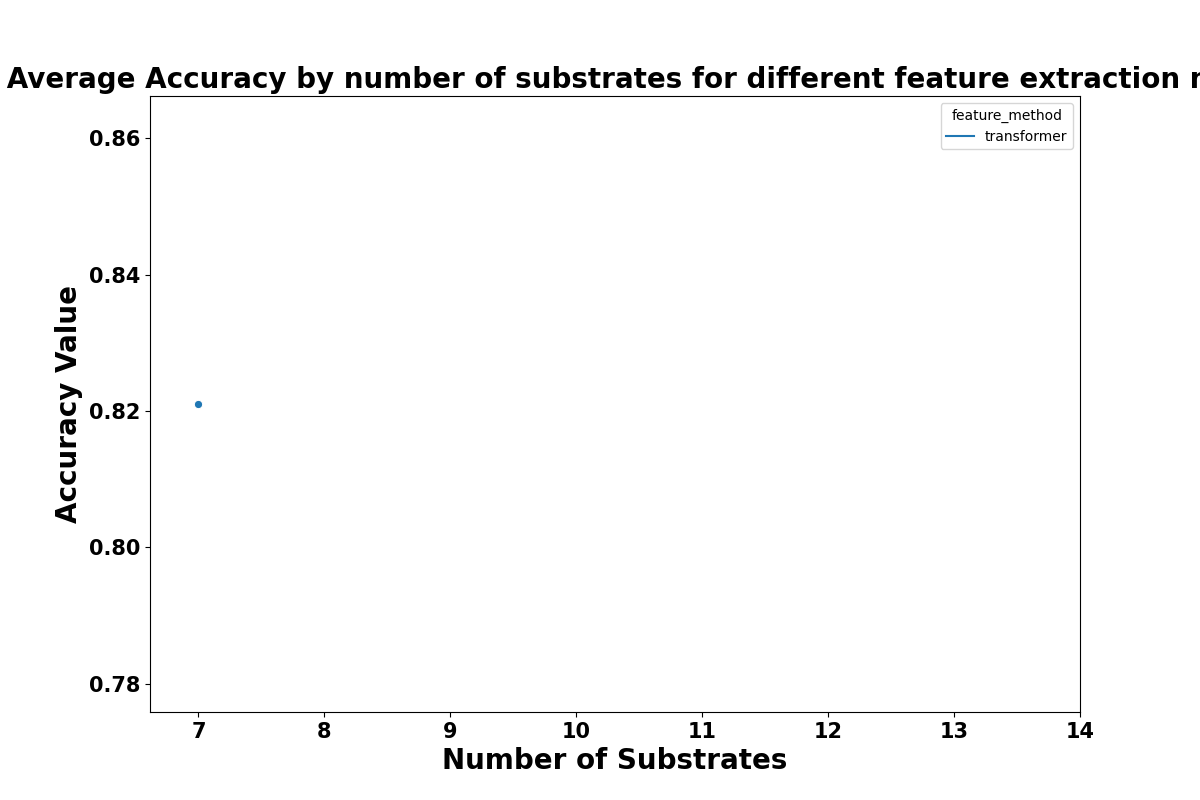 Average Accuracy by number of substrates for different feature extraction
feature_method
transformer
0.86
0.84
0.82
0.80
0.78
Accuracy Value
7 8 9 10 11 12 13 14
Number of Substrates